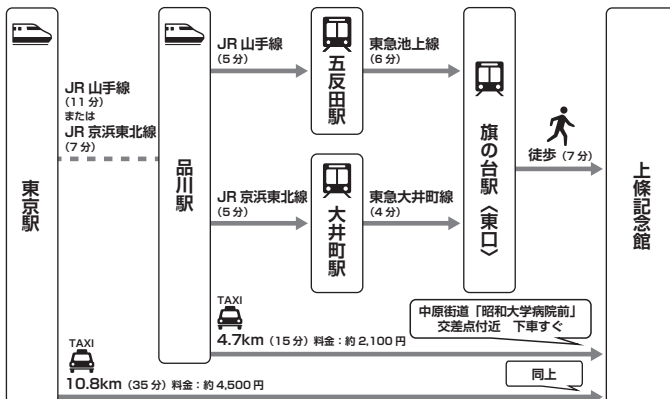 東京駅
JR 山手線
(11 分)
または
JR 京浜東北線
(7 分)
品川駅
JR 山手線
(5 分)
五反田駅
東急池上線
(6 分)
JR 京浜東北線
(5 分)
大井町駅
東急大井町線
(4 分)
旗の台駅〈東口〉
徒歩 (7 分)
上條記念館
TAXI
4.7km (15 分) 料金:約 2,100 円
中原街道「昭和大学病院前」
交差点付近 下車すぐ
TAXI
10.8km (35 分) 料金:約 4,500 円
同上